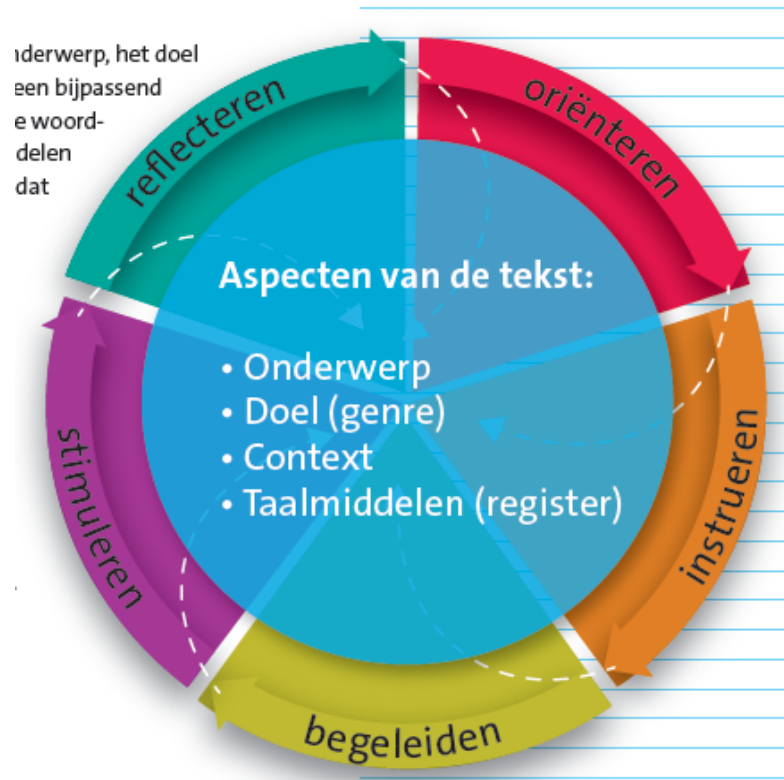 nderwerp, het doel
een bijpassend
e woord-
delen
dat
reflecteren
oriënteren
Aspecten van de tekst:
• Onderwerp
• Doel (genre)
• Context
• Taalmiddelen (register)
stimuleren
instrueren
begeleiden